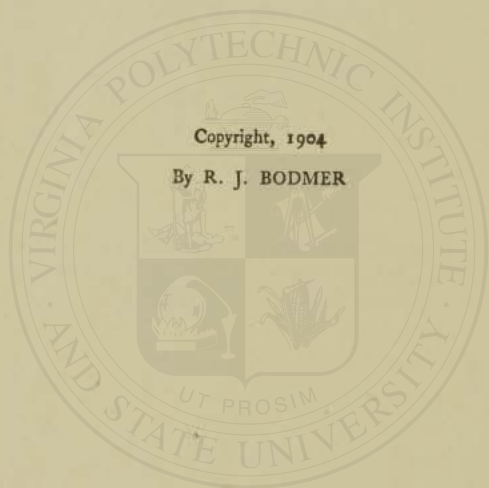 Copyright, 1904
By R. J. BODMER
VIRGINIA POLYTECHNIC INSTITUTE
AND STATE UNIVERSITY
UT PROSIM